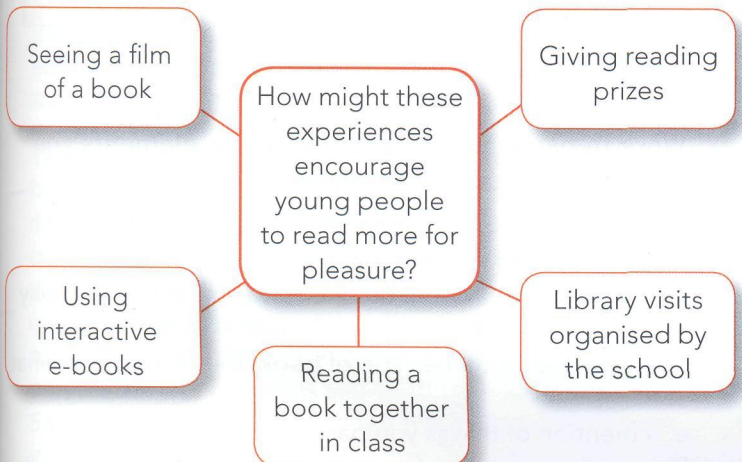 Seeing a film
of a book
Giving reading
prizes
How might these
experiences
encourage
young people
to read more for
pleasure?
Using
interactive
e-books
Library visits
organised by
the school
Reading a
book together
in class